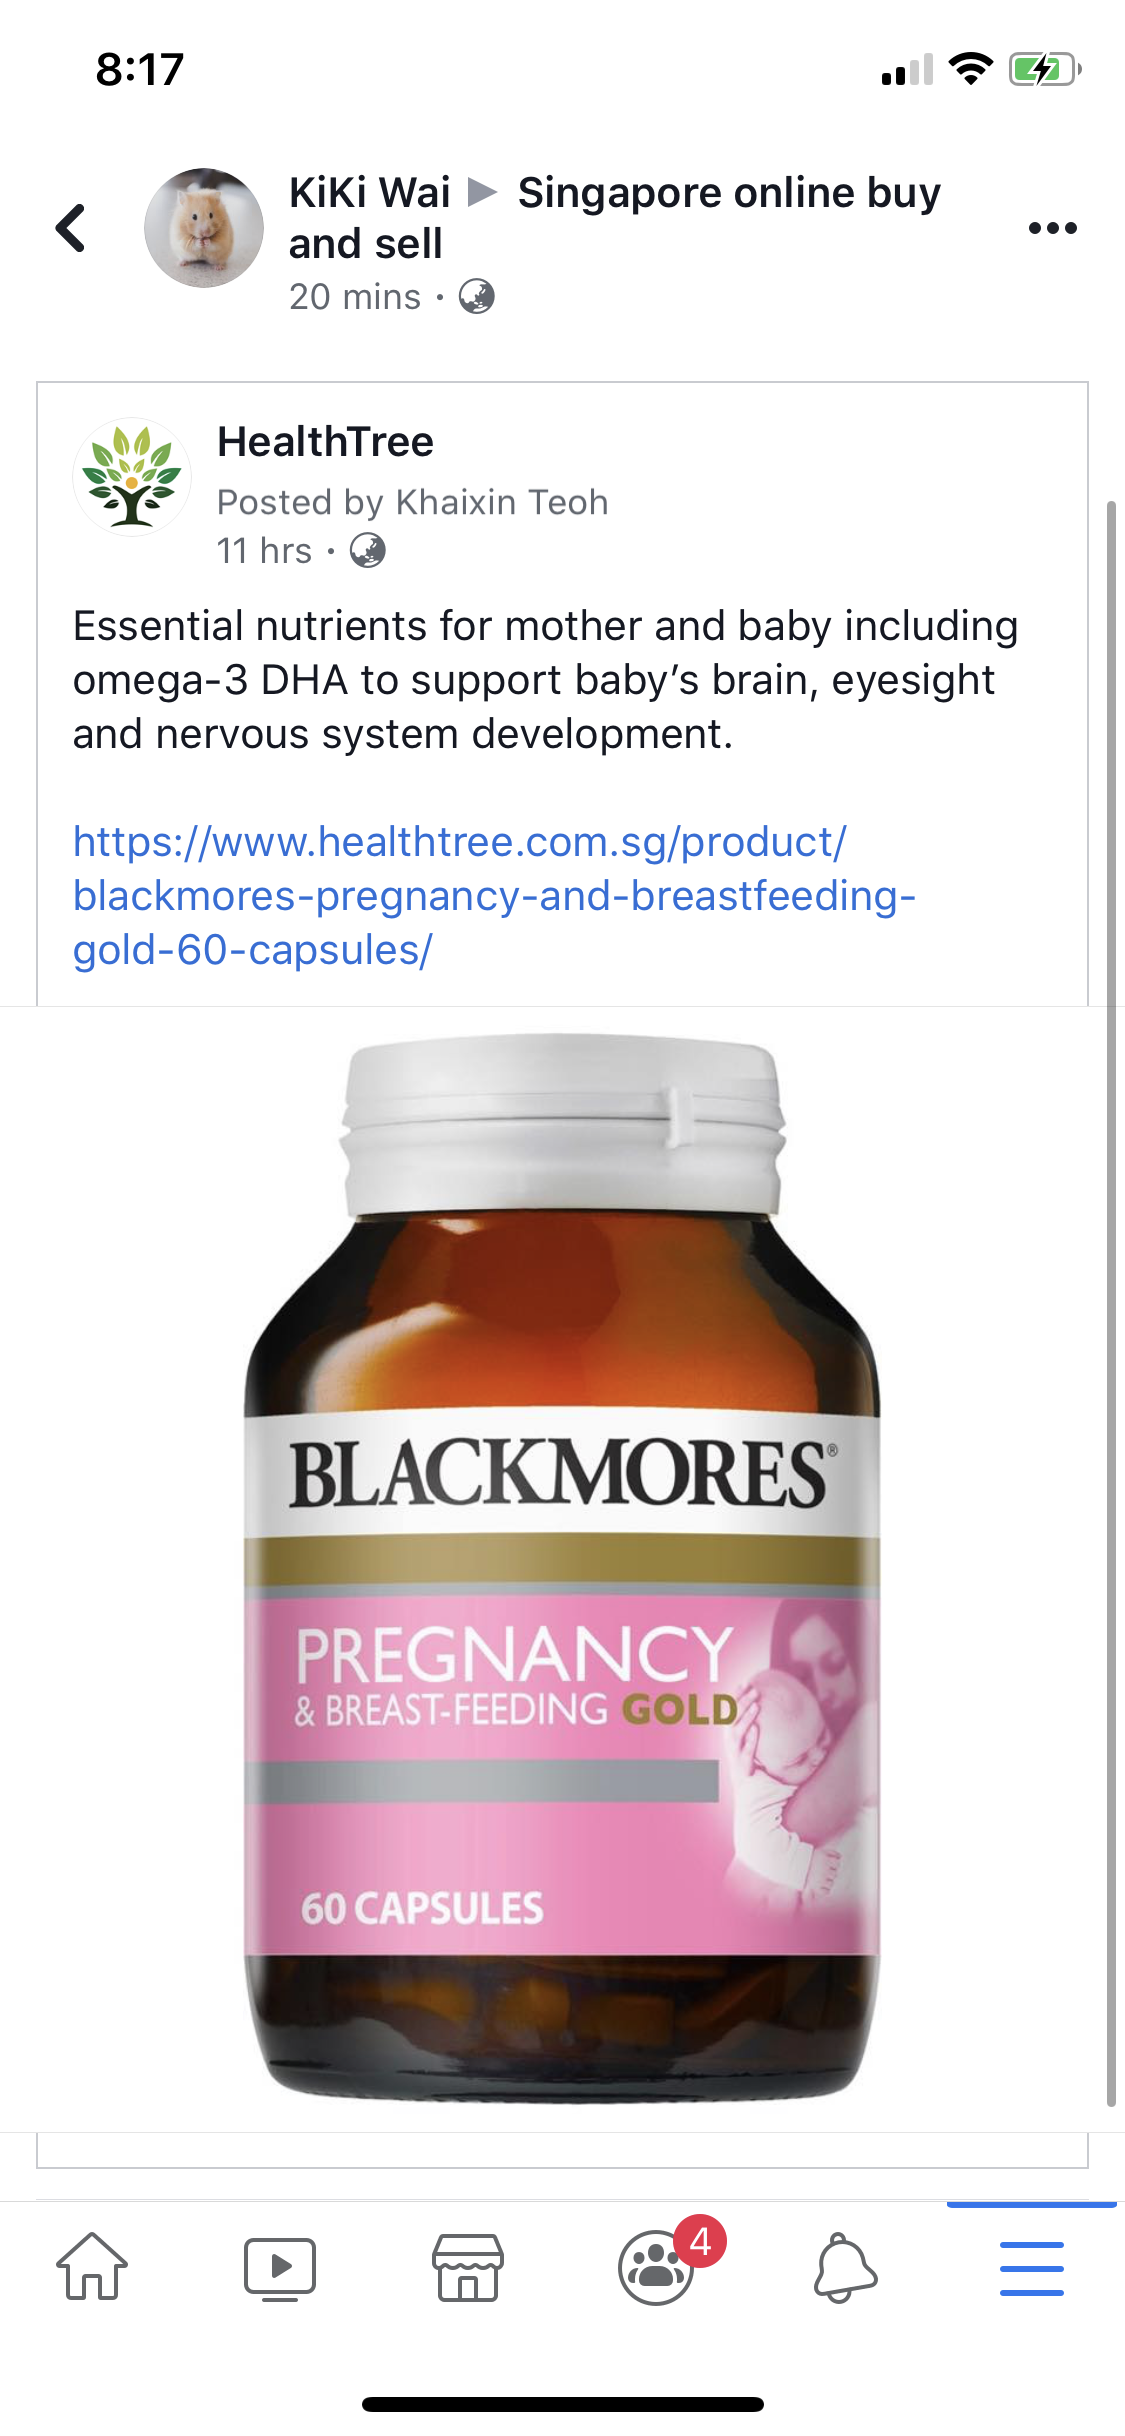 8:17
KiKi Wai ▶ Singapore online buy
and sell
20 mins ·
HealthTree
Posted by Khaixin Teoh
11 hrs ·
Essential nutrients for mother and baby including
omega-3 DHA to support baby’s brain, eyesight
and nervous system development.
https://www.healthtree.com.sg/product/
blackmores-pregnancy-and-breastfeeding-
gold-60-capsules/
BLACKMORES®
PREGNANCY
& BREAST-FEEDING GOLD
60 CAPSULES
4